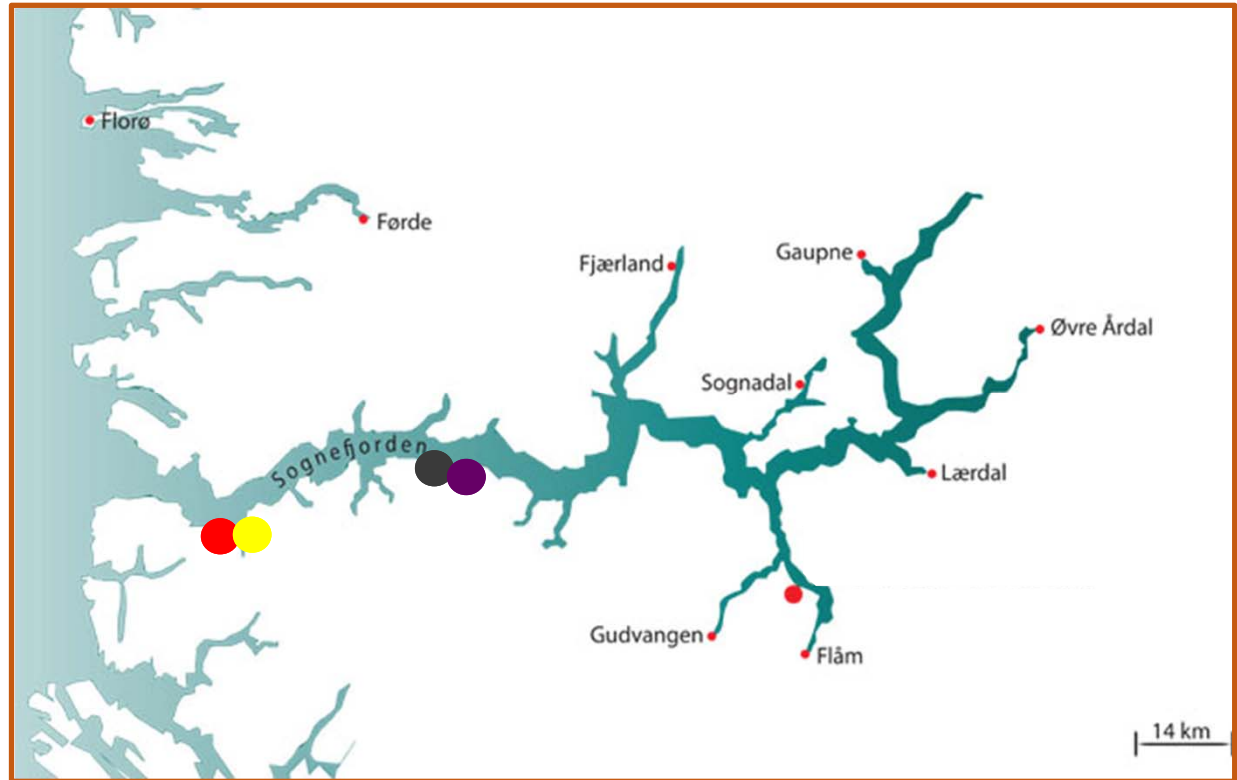 Florø
Førde
Fjærland
Gaupne
Øvre Årdal
Sognadal
Sognefjorden
Lærdal
Gudvangen
Flåm
14 km